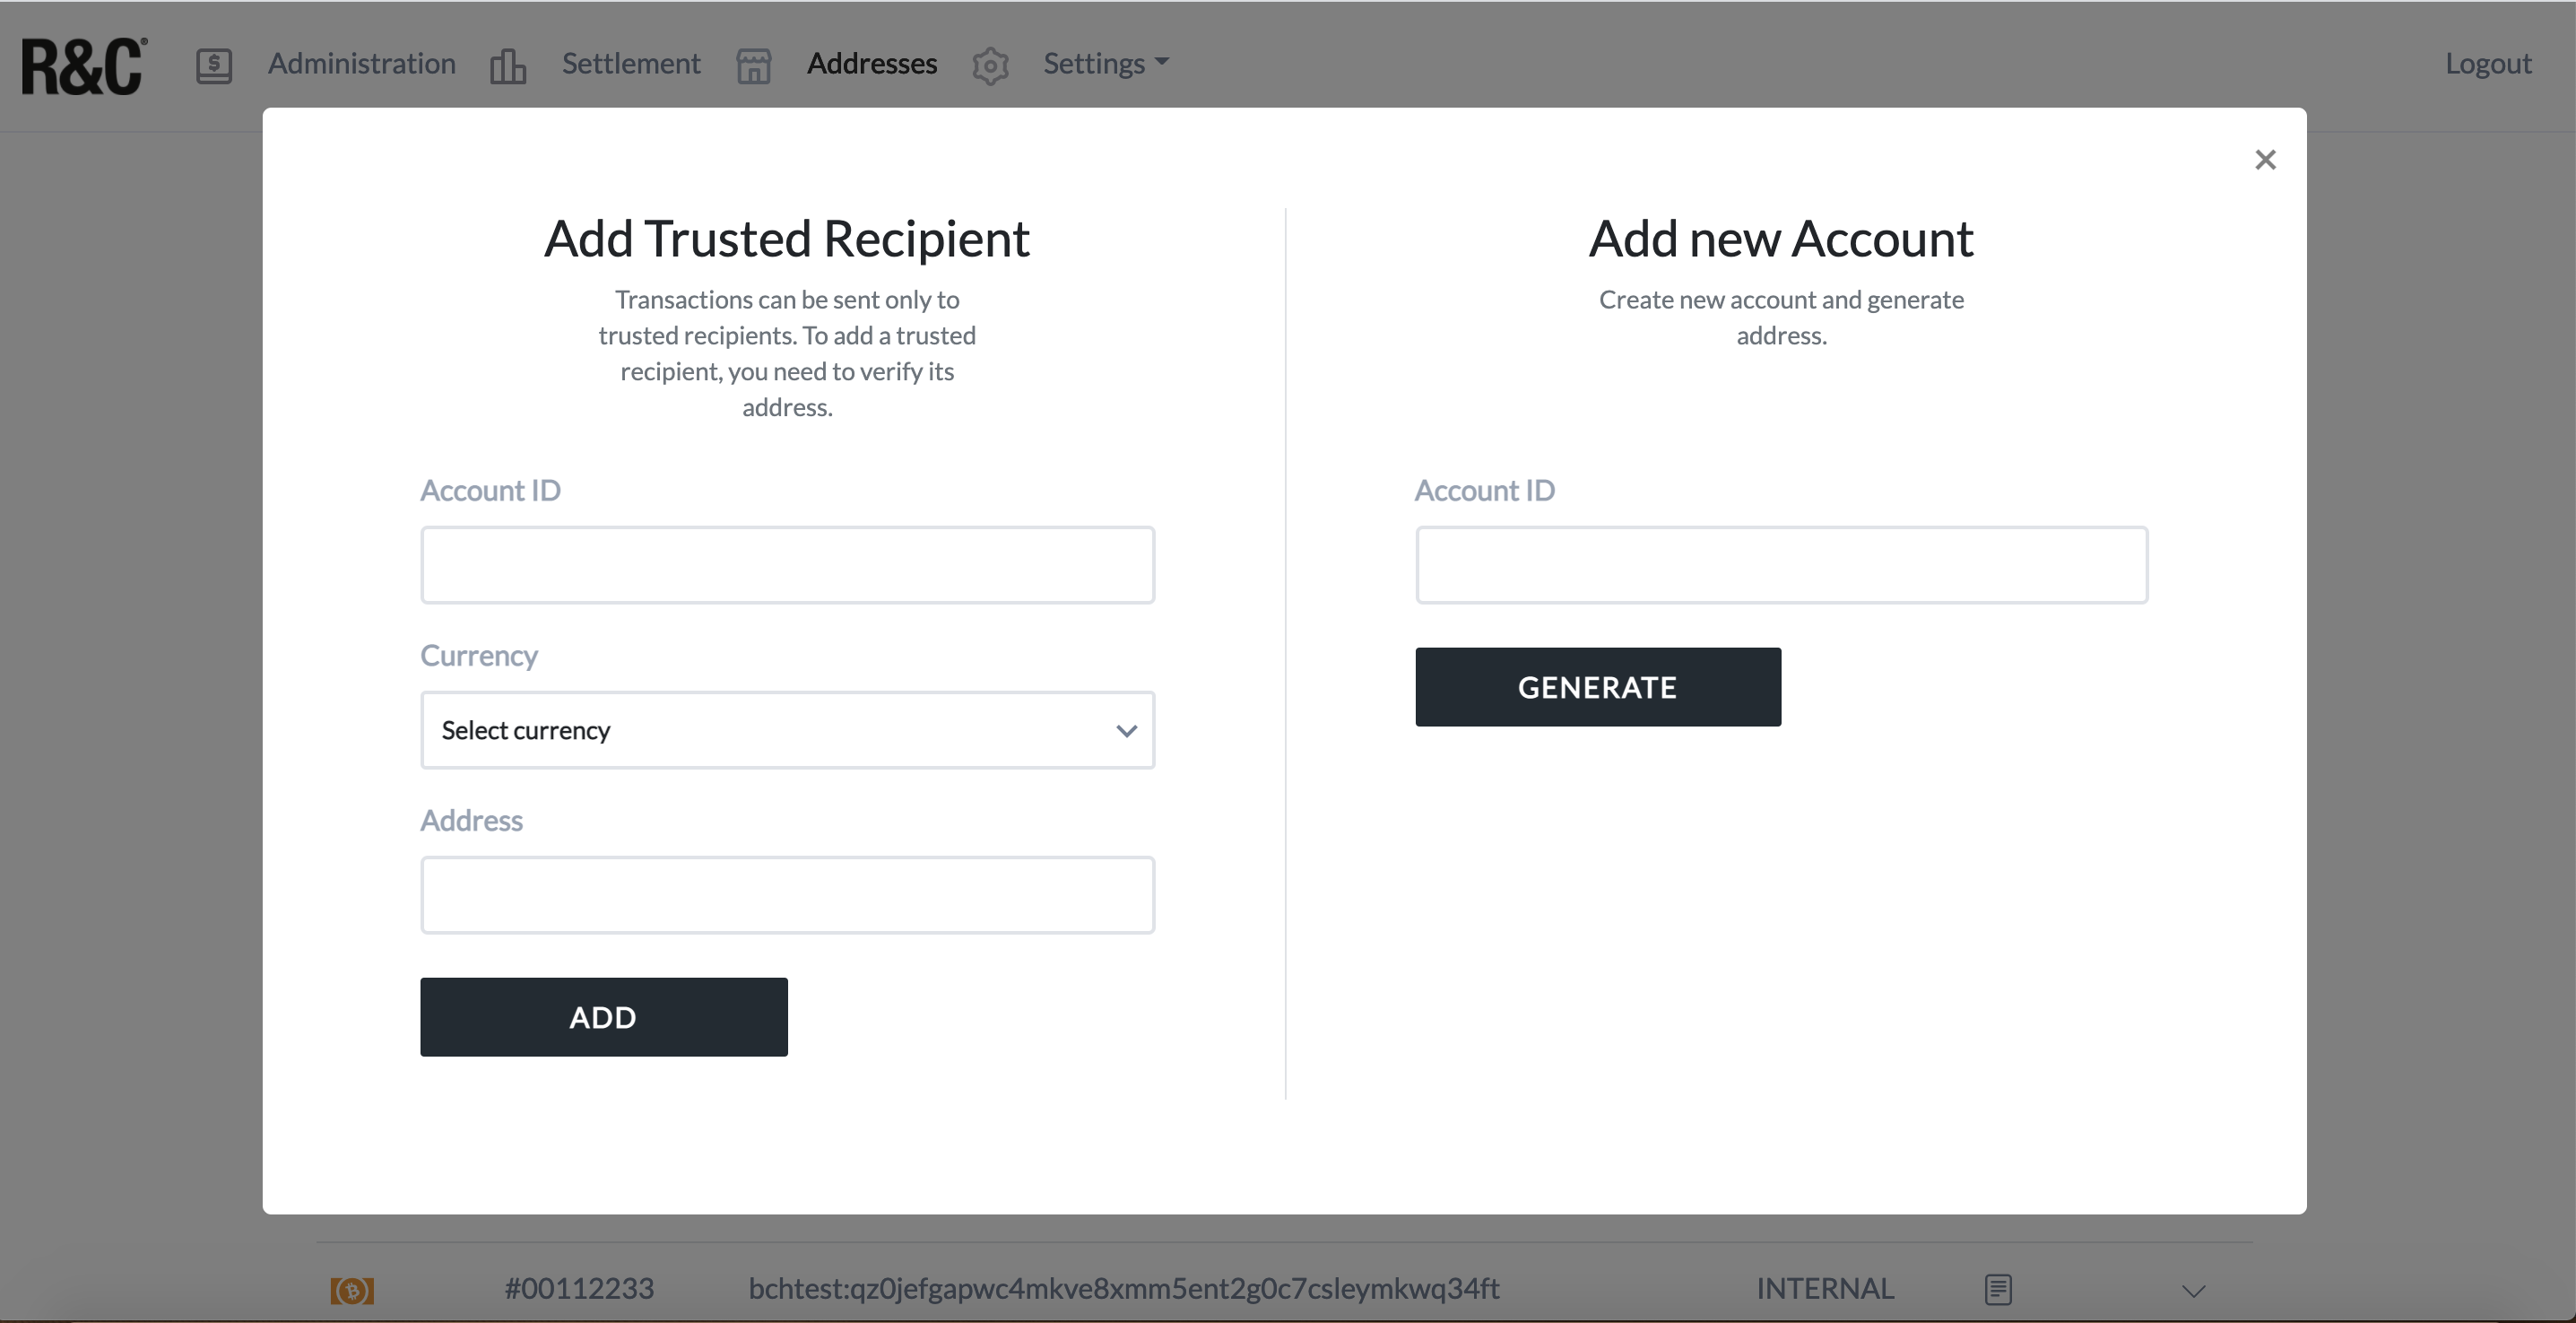 R&C®
Administration
Settlement
Addresses
Settings
Logout
×
Add Trusted Recipient
Transactions can be sent only to
trusted recipients. To add a trusted
recipient, you need to verify its
address.
Account ID
Currency
Select currency
Address
ADD
Add new Account
Create new account and generate
address.
Account ID
GENERATE
#00112233 bchtest:qz0jefgapwc4mkve8xmm5ent2g0c7csleymkwq34ft INTERNAL